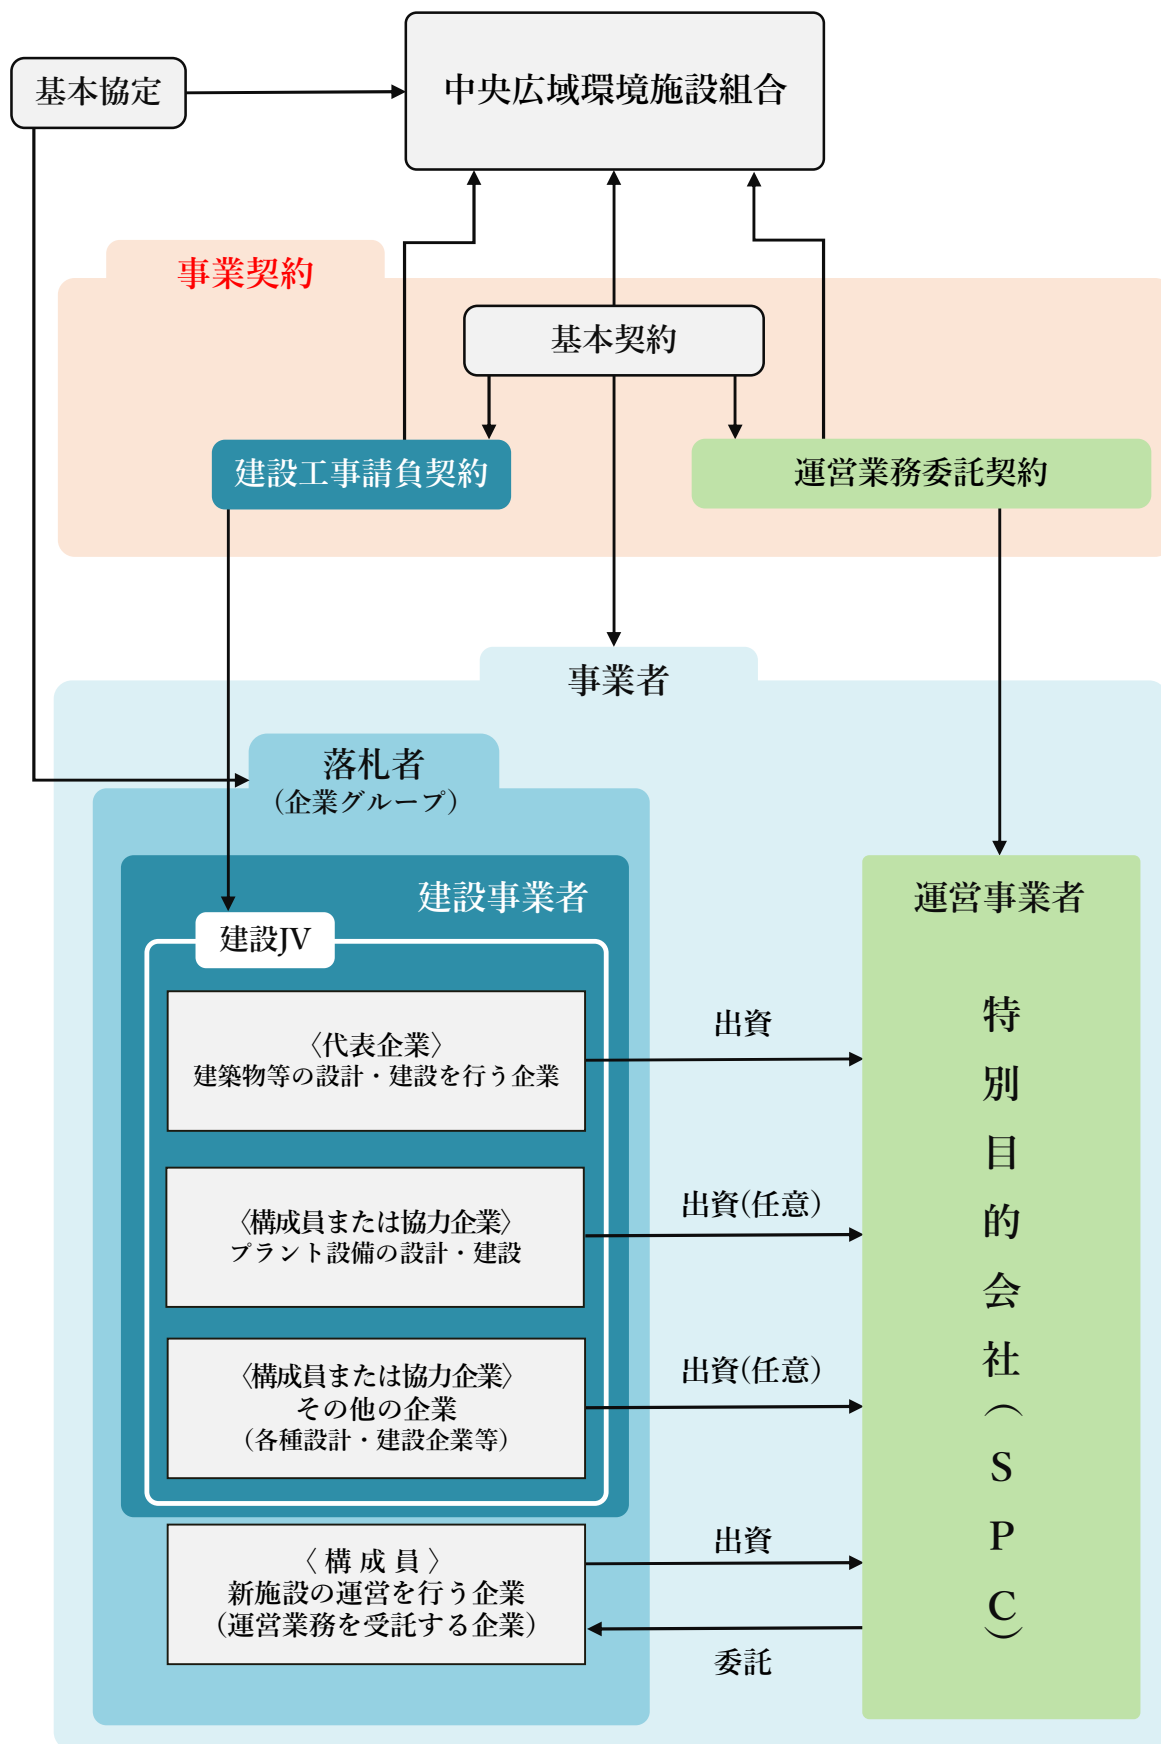 中央広域環境施設組合
基本協定
事業契約
基本契約
建設工事請負契約
運営業務委託契約
事業者
落札者
（企業グループ）
建設事業者
運営事業者
建設JV
特別目的会社（SPC）
〈代表企業〉
建築物等の設計・建設を行う企業
出資
〈構成員または協力企業〉
プラント設備の設計・建設
出資(任意)
〈構成員または協力企業〉
その他の企業
（各種設計・建設企業等）
出資(任意)
〈 構 成 員 〉
新施設の運営を行う企業
（運営業務を受託する企業）
出資
委託